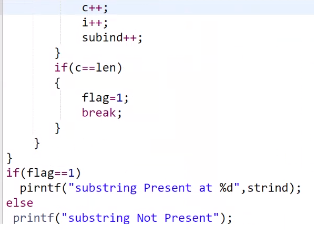 c++;
i++;
subind++;
}
if(c==len)
{
flag=1;
break;
}
}
}
if(flag==1)
pirntf("substring Present at %d",strind);
else
printf("substring Not Present");